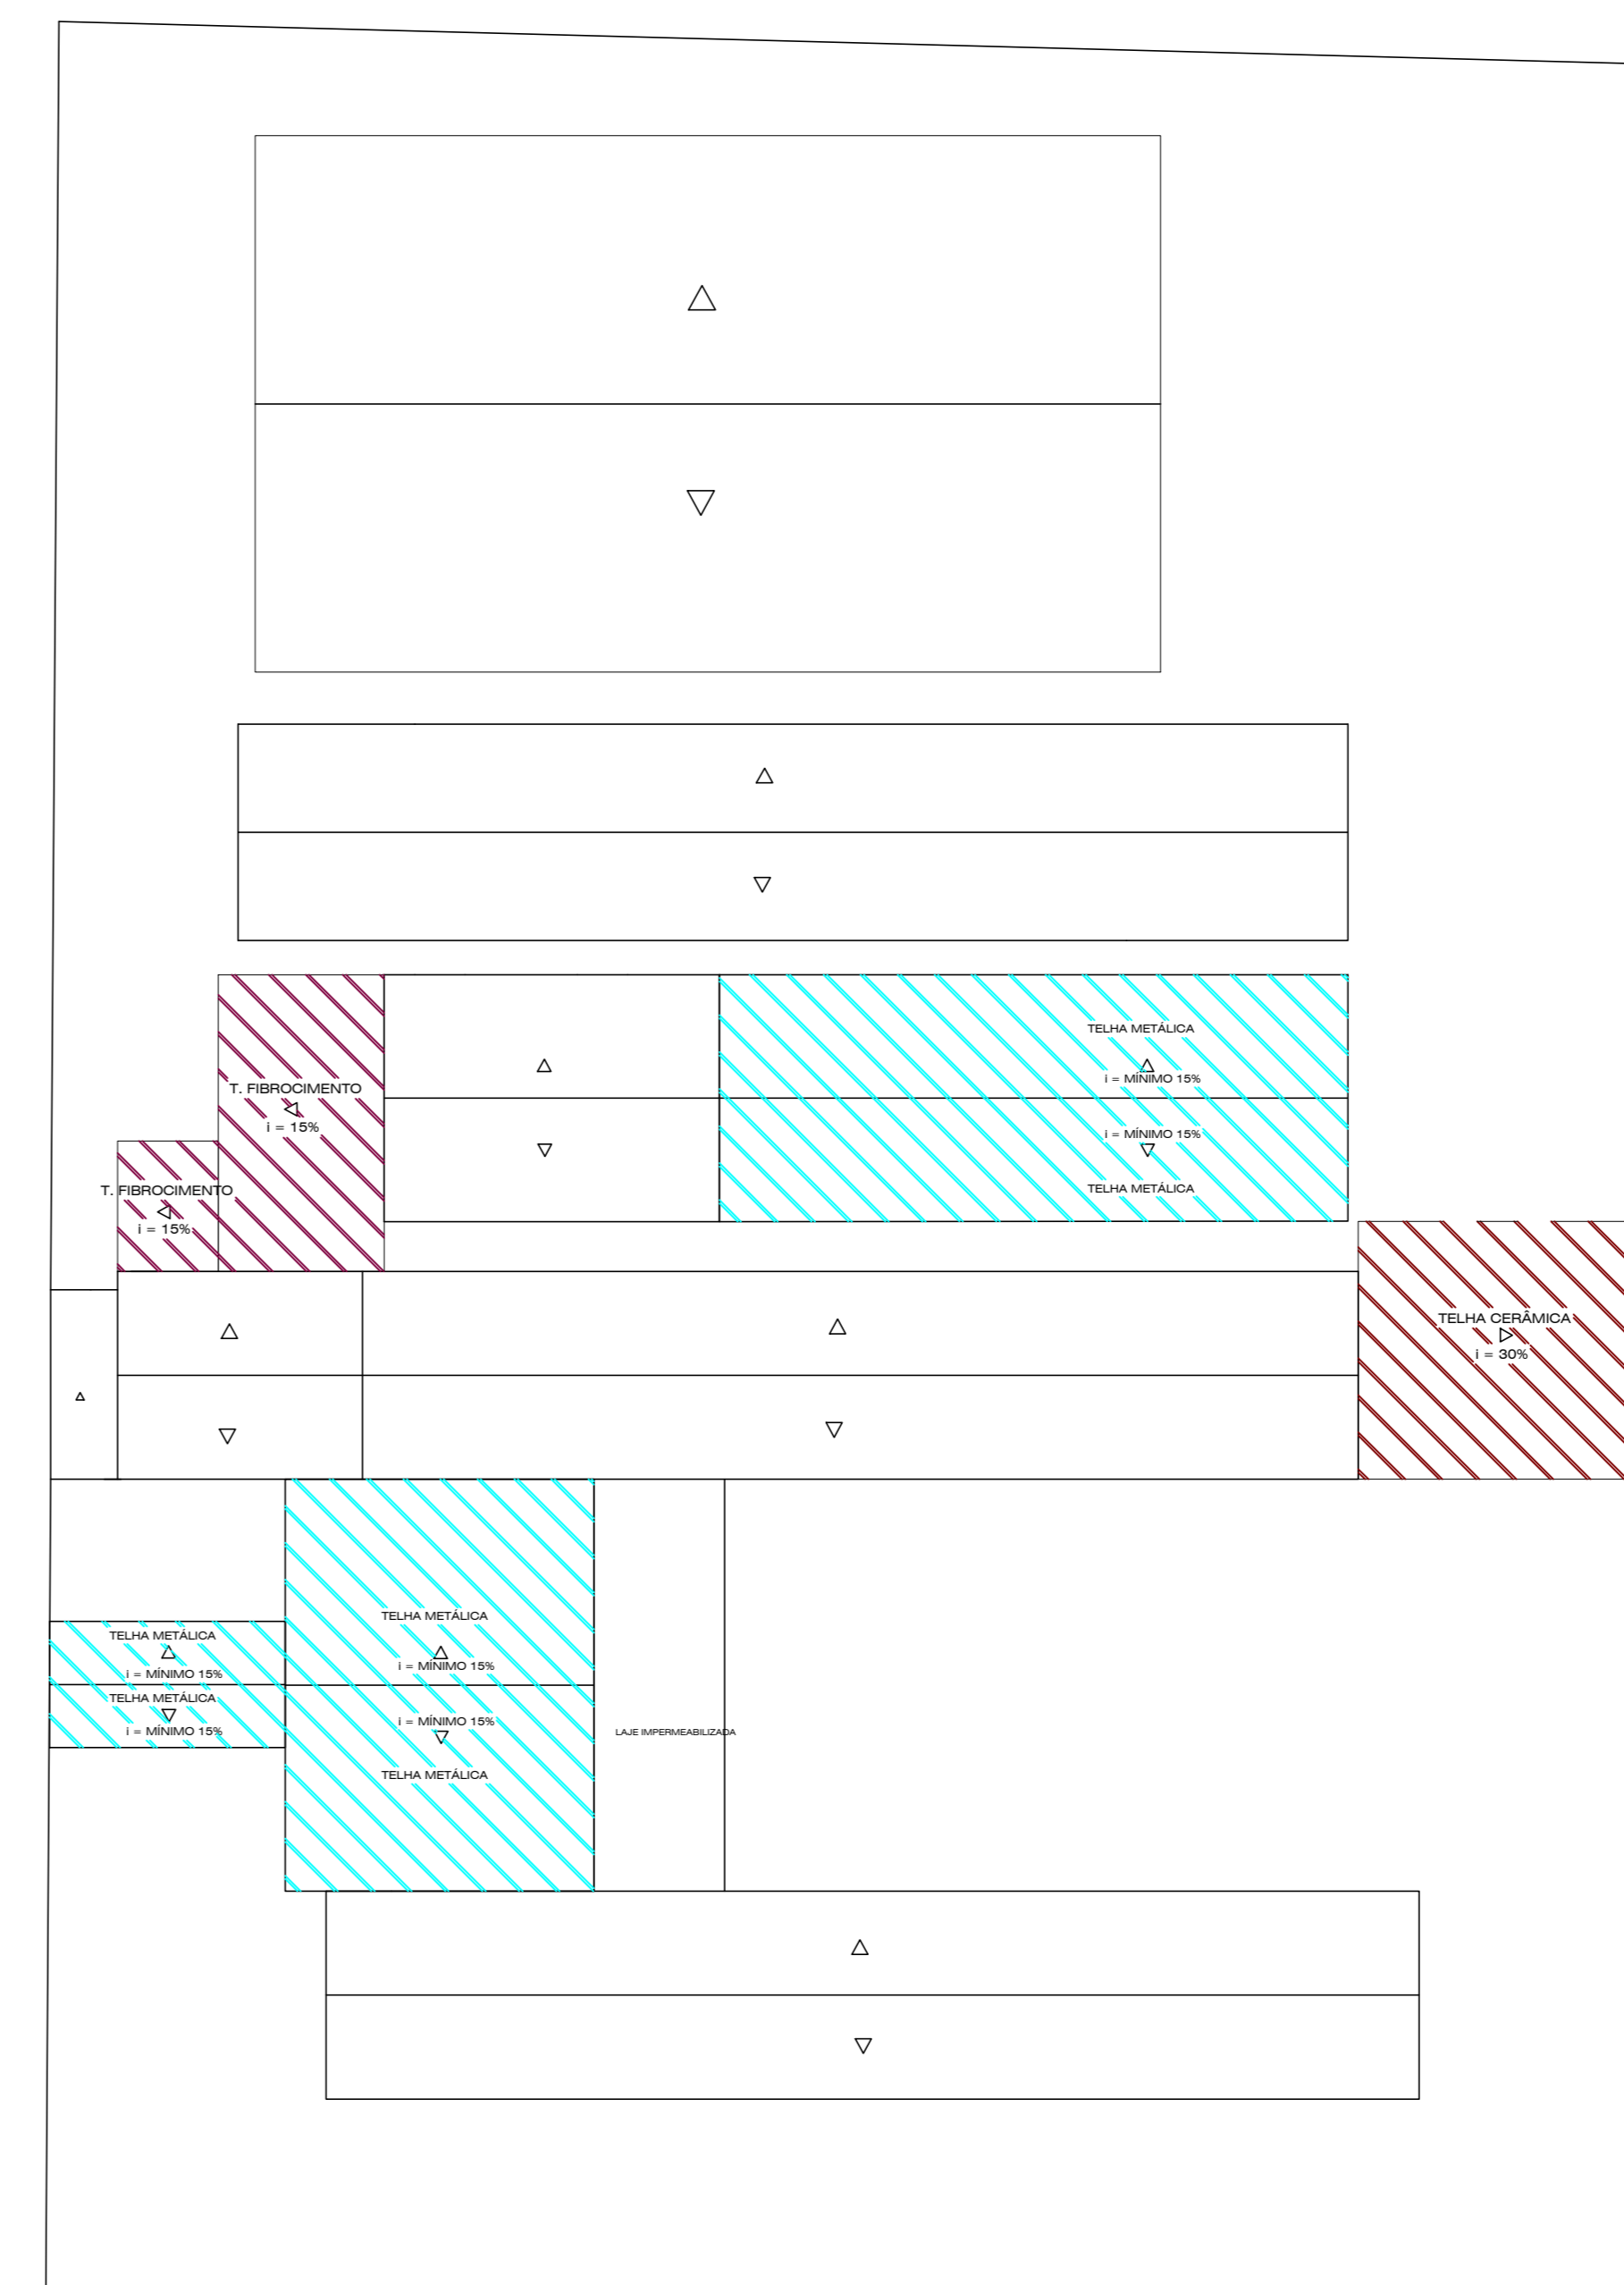 TELHA METÁLICA
i = MÍNIMO 15%
i = MÍNIMO 15%
TELHA METÁLICA
T. FIBROCIMENTO
i = 15%
T. FIBROCIMENTO
i = 15%
TELHA CERÂMICA
i = 30%
TELHA METÁLICA
i = MÍNIMO 15%
TELHA METÁLICA
i = MÍNIMO 15%
TELHA METÁLICA
i = MÍNIMO 15%
i = MÍNIMO 15%
TELHA METÁLICA
LAJE IMPERMEABILIZADA